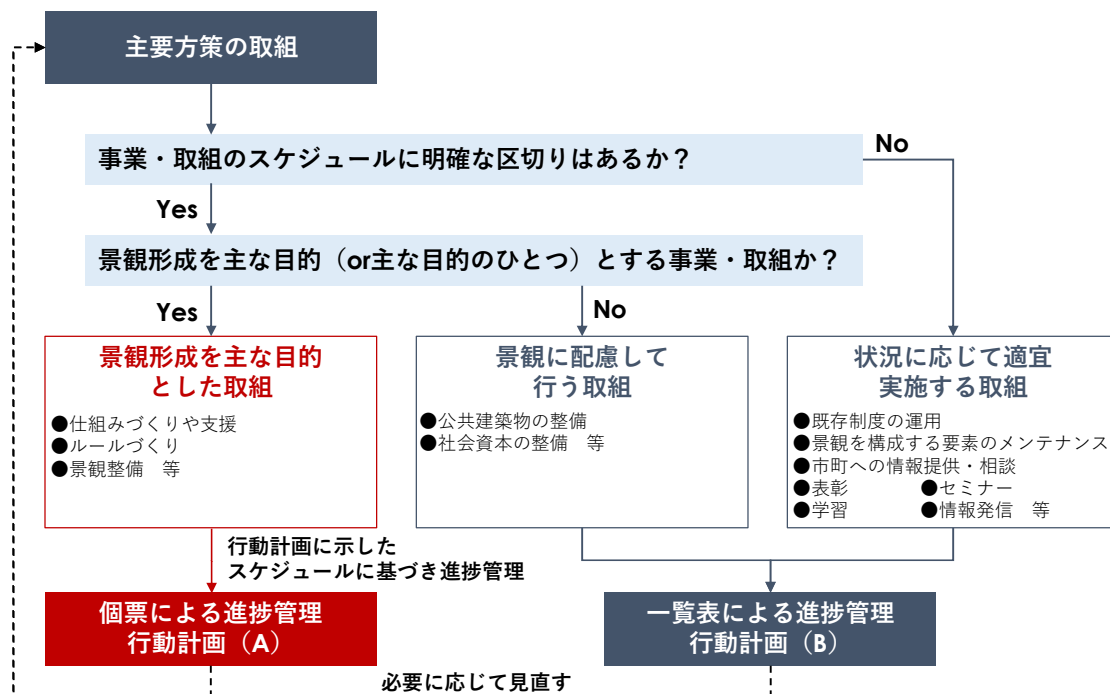 主要方策の取組
事業・取組のスケジュールに明確な区切りはあるか？
No
Yes
景観形成を主な目的（or主な目的のひとつ）とする事業・取組か？
Yes
No
景観形成を主な目的
とした取組
●仕組みづくりや支援
●ルールづくり
●景観整備　等
景観に配慮して
行う取組
●公共建築物の整備
●社会資本の整備　等
状況に応じて適宜
実施する取組
●既存制度の運用
●景観を構成する要素のメンテナンス
●市町への情報提供・相談
●表彰　●セミナー
●学習　●情報発信　等
行動計画に示した
スケジュールに基づき進捗管理
個票による進捗管理
行動計画（A）
一覧表による進捗管理
行動計画（B）
必要に応じて見直す